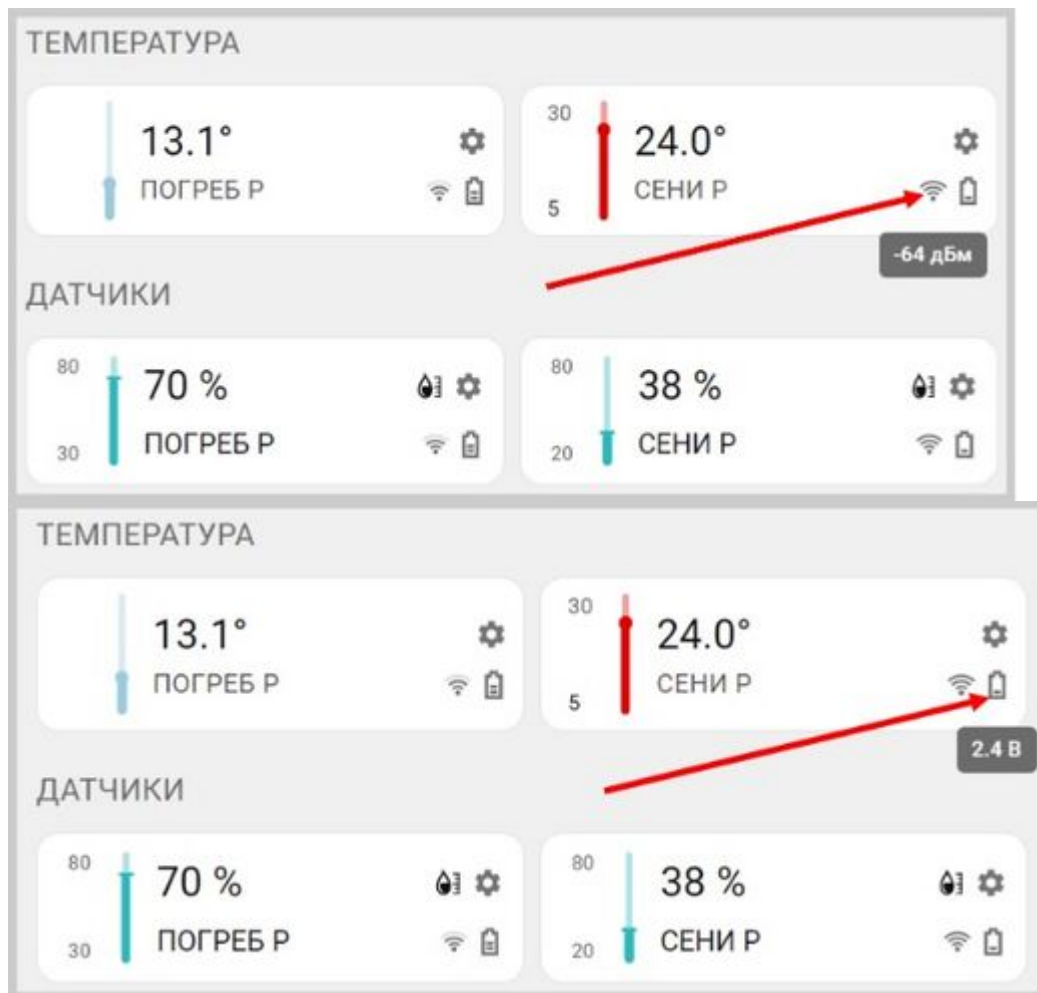 ТЕМПЕРАТУРА
13.1°
ПОГРЕБ Р
30
24.0°
СЕНИ Р
5
-64 дБм
ДАТЧИКИ
80
70 %
ПОГРЕБ Р
30
80
38 %
СЕНИ Р
20
ТЕМПЕРАТУРА
13.1°
ПОГРЕБ Р
30
24.0°
СЕНИ Р
5
2.4 В
ДАТЧИКИ
80
70 %
ПОГРЕБ Р
30
80
38 %
СЕНИ Р
20